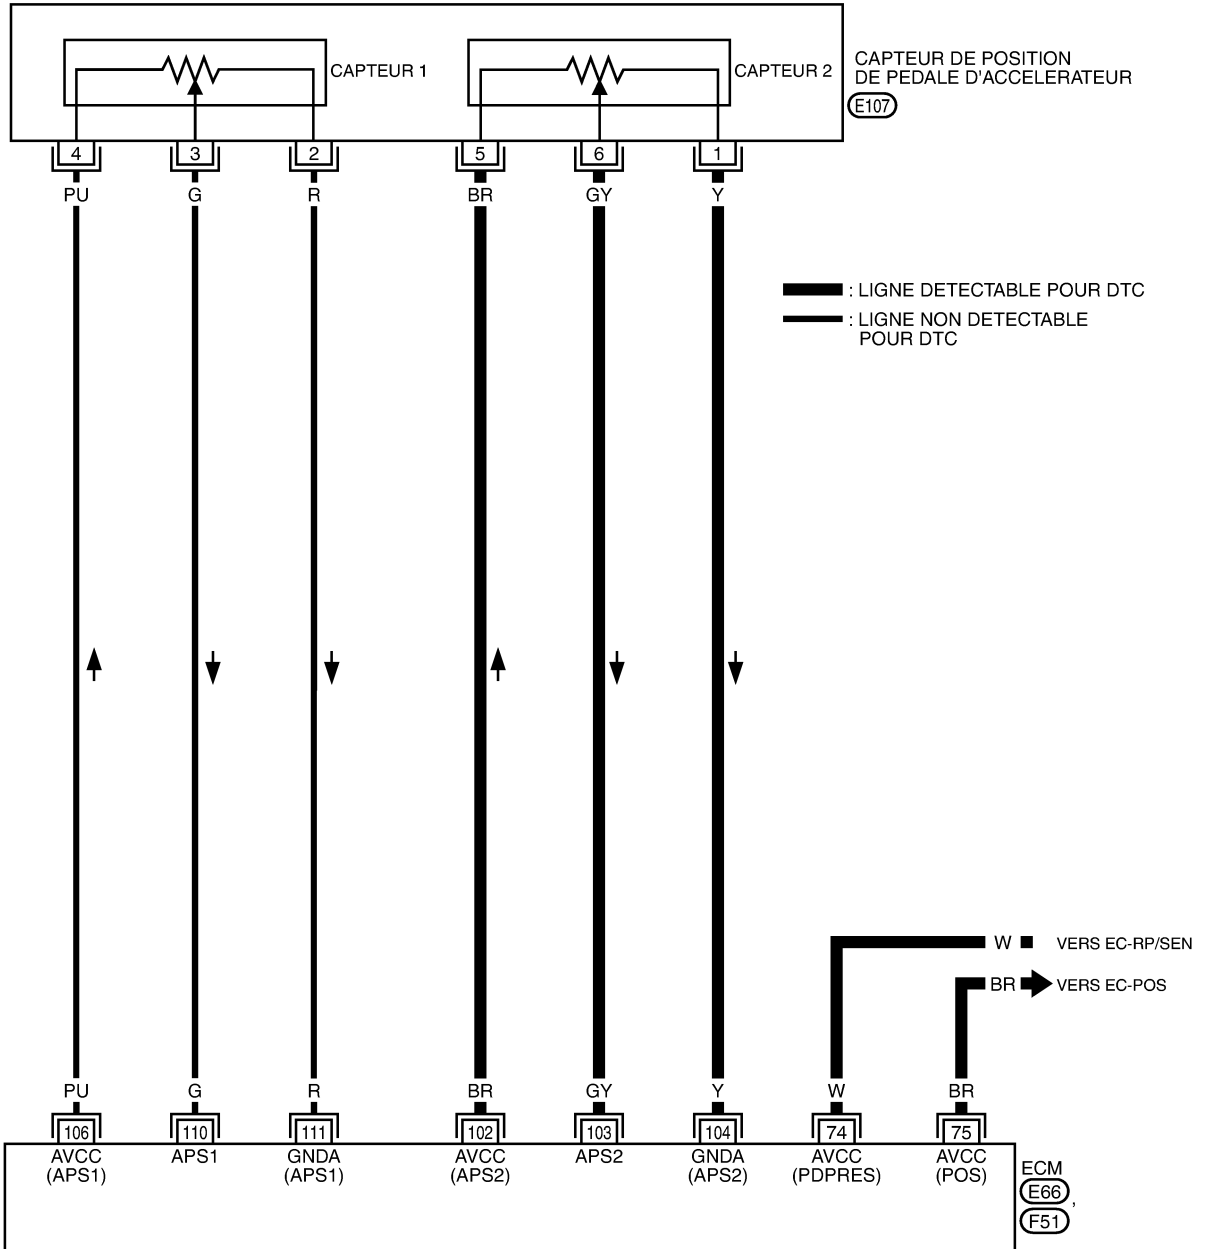 CAPTEUR 1
CAPTEUR 2
CAPTEUR DE POSITION
DE PEDALE D'ACCELERATEUR
E107
4 3 2 5 6 1
PU G R BR GY Y
: LIGNE DETECTABLE POUR DTC
: LIGNE NON DETECTABLE
POUR DTC
W VERS EC-RP/SEN
BR VERS EC-POS
PU G R BR GY Y W BR
106 110 111 102 103 104 74 75
AVCC APS1 GNDA AVCC APS2 GNDA AVCC AVCC
(APS1) (APS1) (APS2) (APS2) (PDPRES) (POS)
ECM
E66 ,
F51